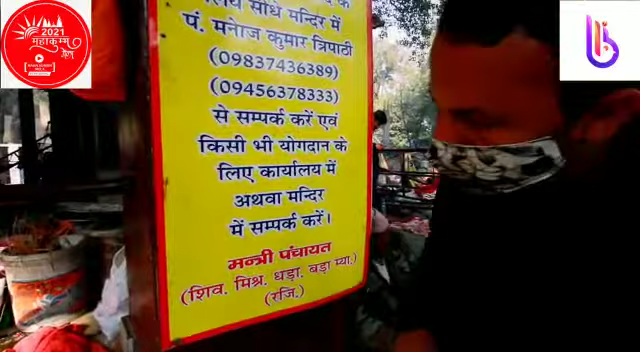 सीधे मन्दिर में
पं. मनोज कुमार त्रिपाठी
(09837436389)
(09456378333)
से सम्पर्क करें एवं
किसी भी योगदान के
लिए कार्यालय में
अथवा मन्दिर
में सम्पर्क करें।
मन्त्री पंचायत
(शिव. मिश्र. धड़ा. बड़ा म्या.)
(रजि.)
2021
महाकुम्भ
मेला